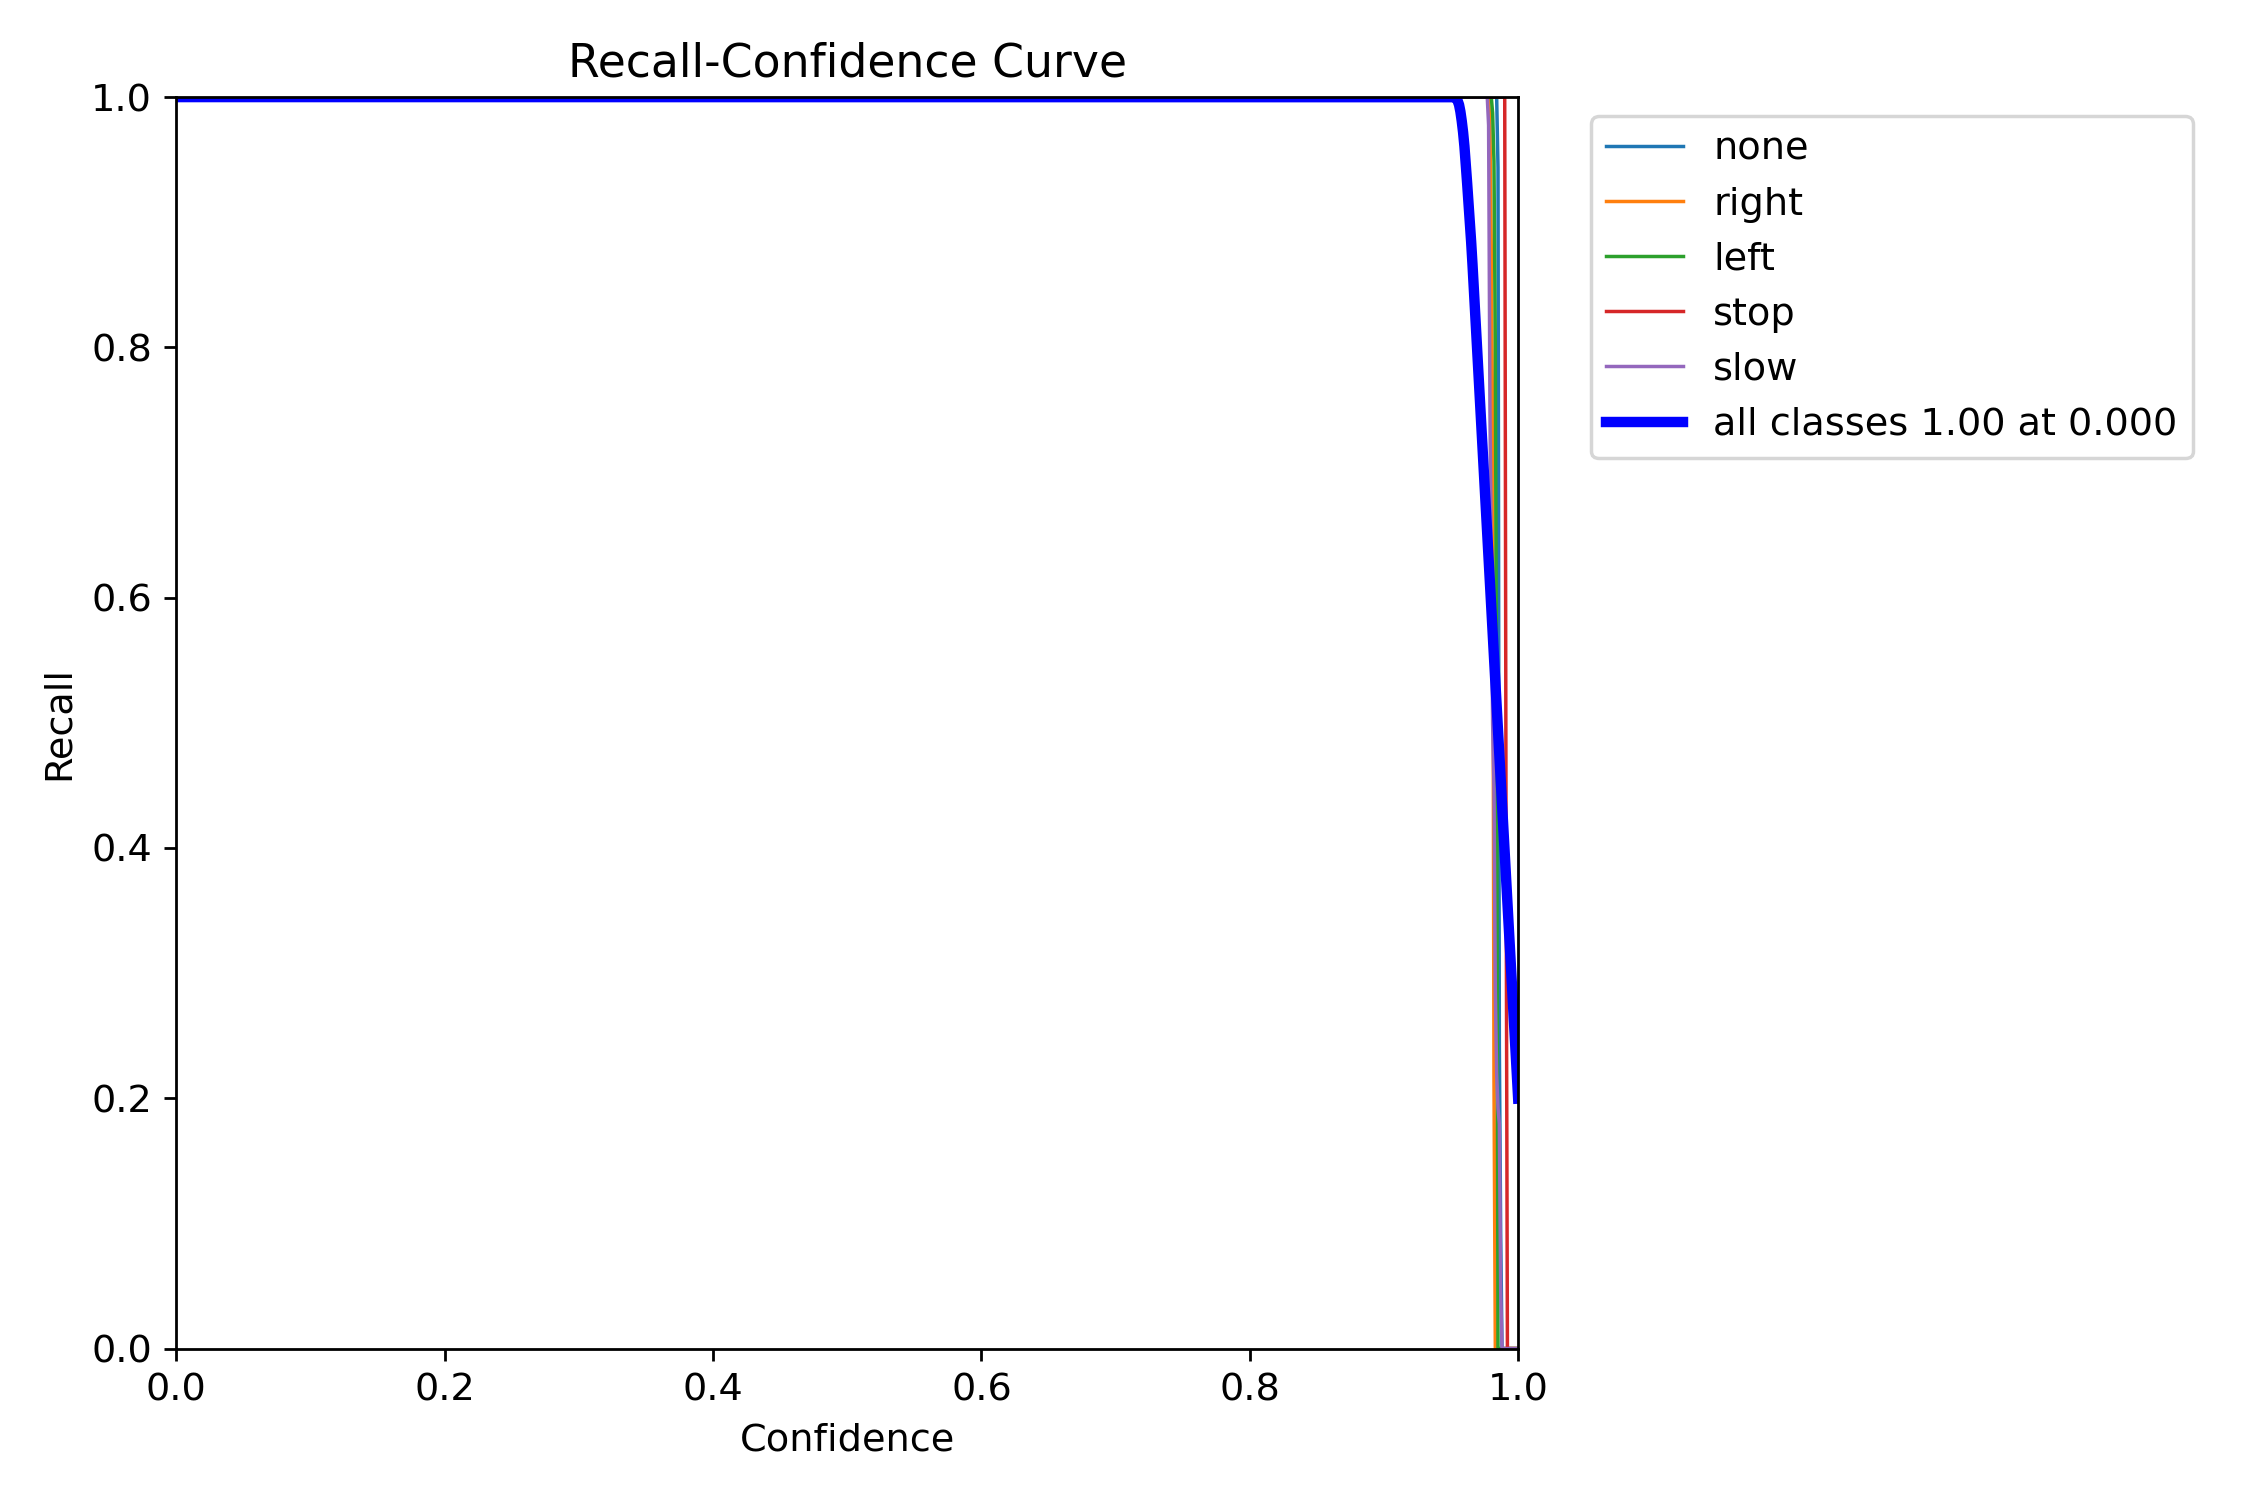 Recall-Confidence Curve
1.0
0.8
0.6
0.4
0.2
0.0
Recall
0.0 0.2 0.4 0.6 0.8 1.0
Confidence
none
right
left
stop
slow
all classes 1.00 at 0.000